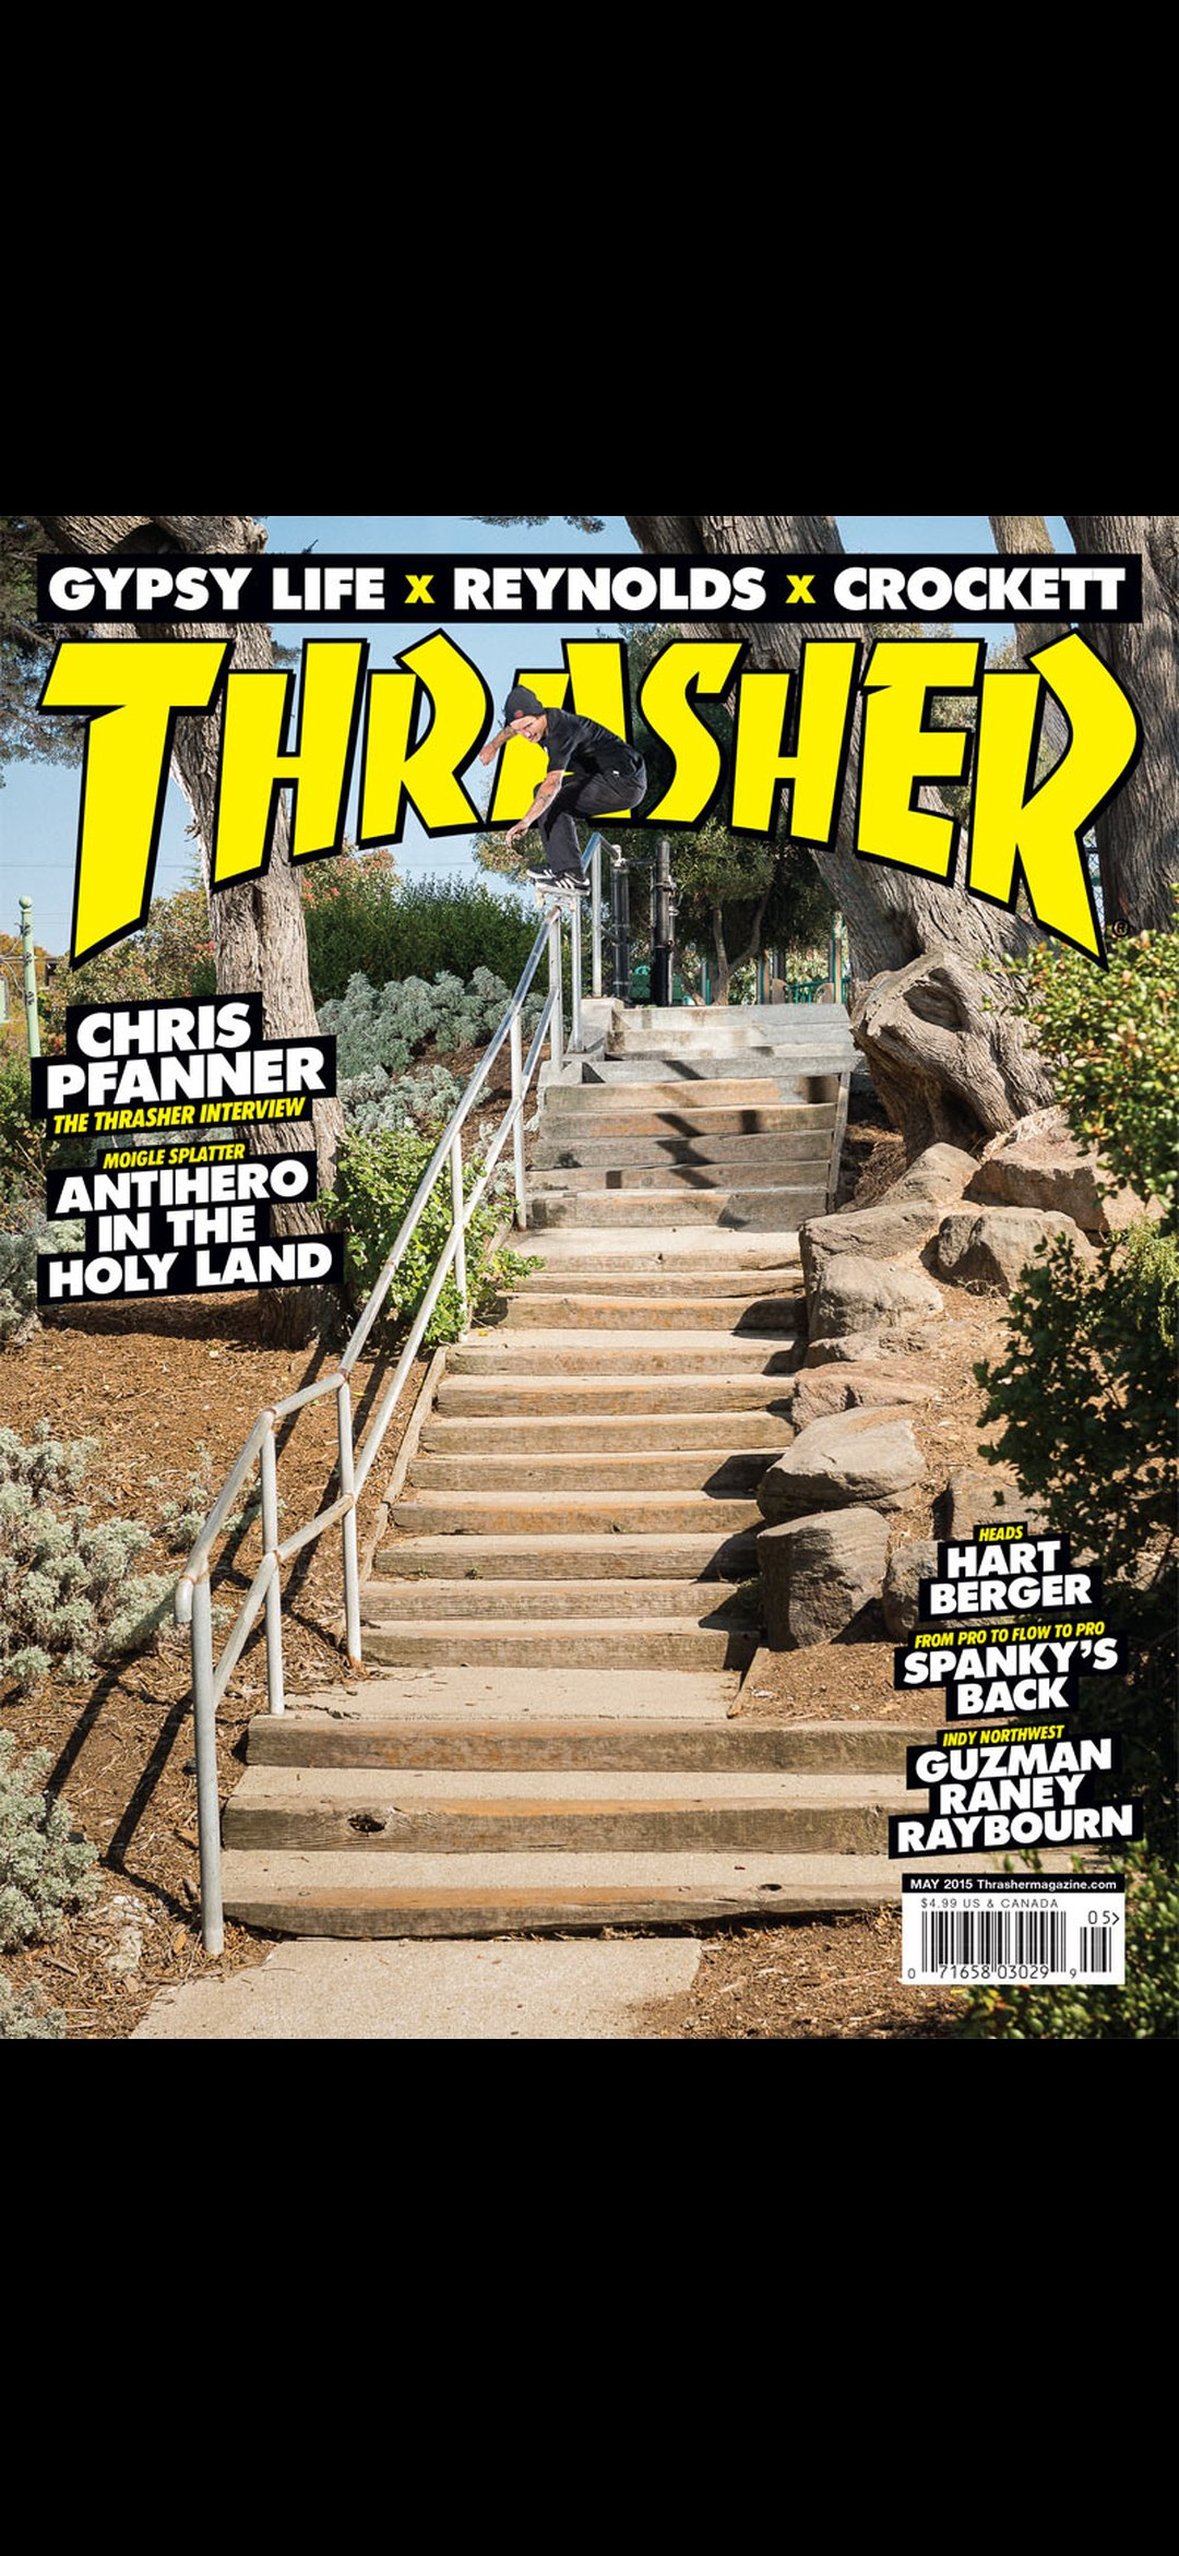 GYPSY LIFE X REYNOLDS X CROCKETT
THRASHER
®
CHRIS
PFANNER
THE THRASHER INTERVIEW
MOIGLE SPLATTER
ANTIHERO
IN THE
HOLY LAND
HEADS
HART
BERGER
FROM PRO TO FLOW TO PRO
SPANKY'S
BACK
INDY NORTHWEST
GUZMAN
RANEY
RAYBOURN
MAY 2015 Thrashermagazine.com
$4.99 US & CANADA
05>
0 71658 03029 9